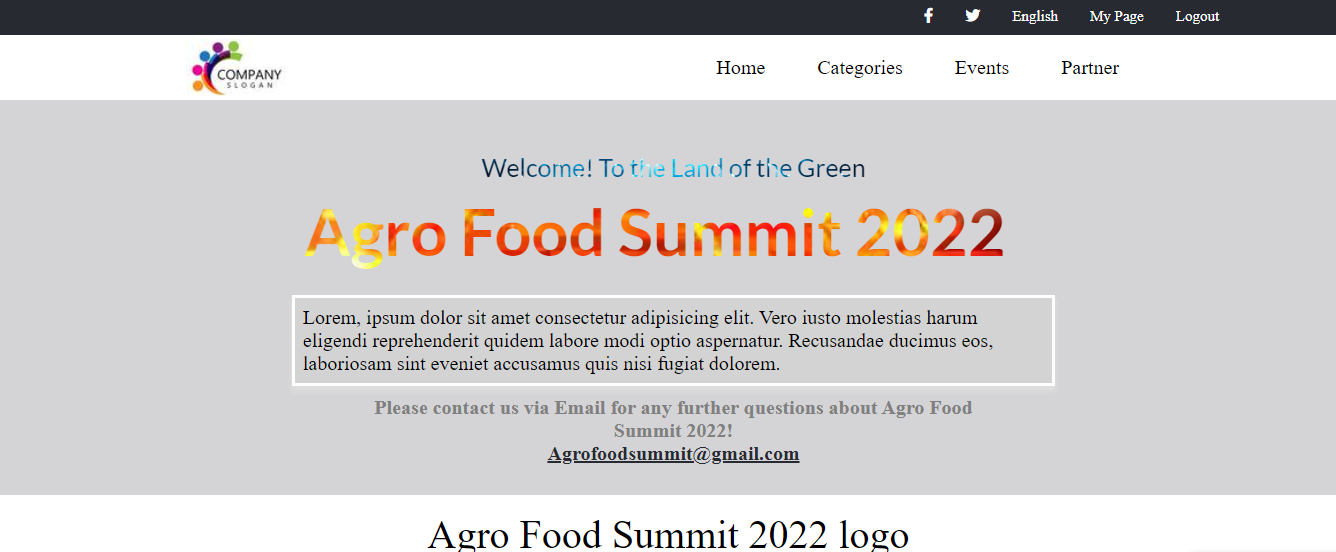 English My Page Logout
COMPANY
SLOGAN
Home Categories Events Partner
Welcome! To the Land of the Green
Agro Food Summit 2022
Lorem, ipsum dolor sit amet consectetur adipisicing elit. Vero iusto molestias harum
eligendi reprehenderit quidem labore modi optio aspernatur. Recusandae ducimus eos,
laboriosam sint eveniet accusamus quis nisi fugiat dolorem.
Please contact us via Email for any further questions about Agro Food
Summit 2022!
Agrofoodsummit@gmail.com
Agro Food Summit 2022 logo